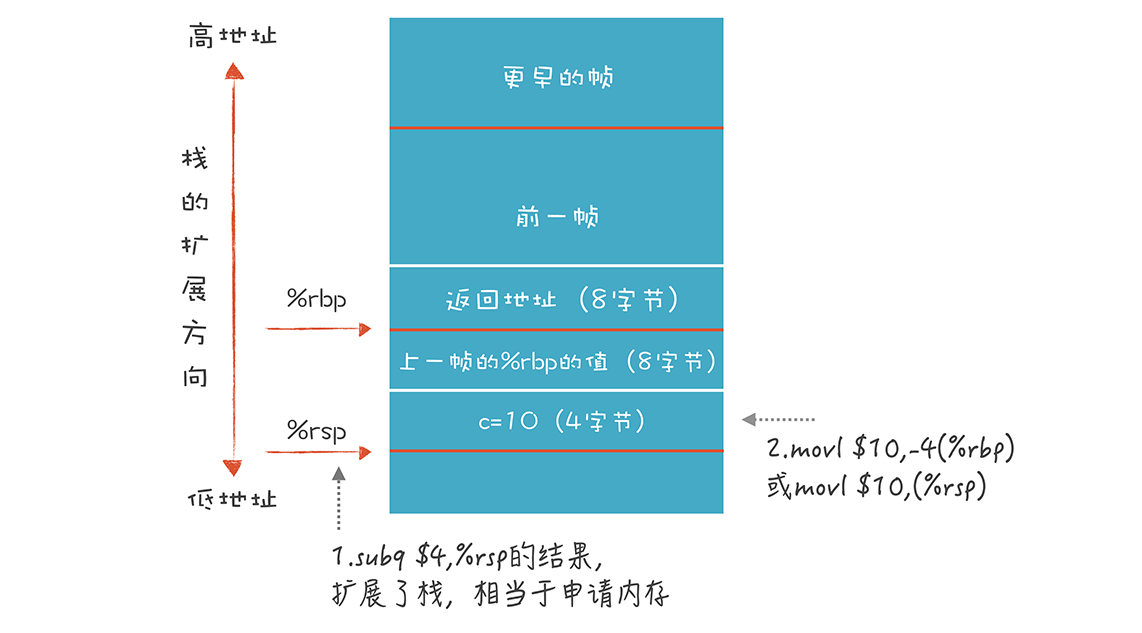 高地址
栈的扩展方向
低地址
更早的帧
前一帧
%rbp
返回地址（8字节）
上一帧的%rbp的值（8字节）
%rsp
c=10（4字节）
1.subq $4,%rsp的结果,
扩展了栈，相当于申请内存
2.movl $10,-4(%rbp)
或movl $10,(%rsp)